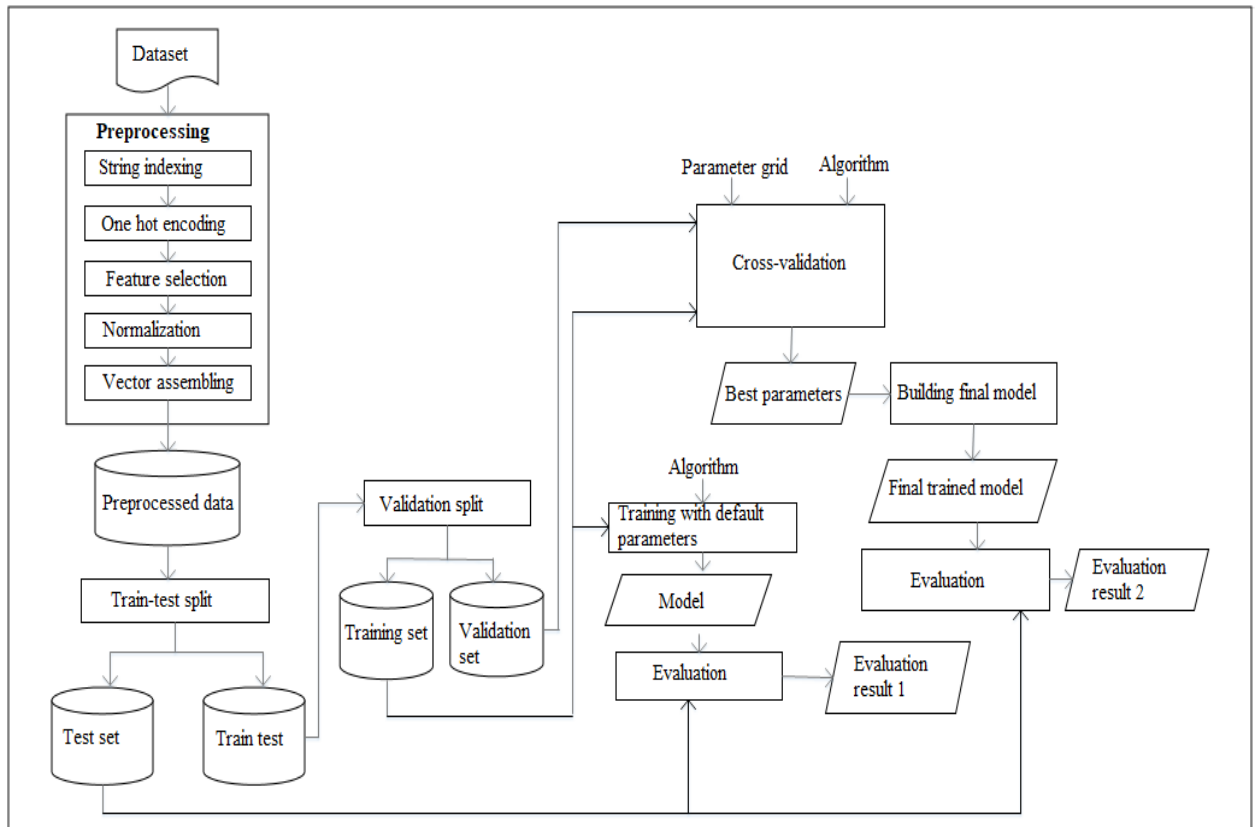 Dataset
Preprocessing
String indexing
One hot encoding
Feature selection
Normalization
Vector assembling
Preprocessed data
Train-test split
Test set
Train test
Validation split
Training set
Validation
set
Parameter grid
Algorithm
Cross-validation
Best parameters
Building final model
Final trained model
Evaluation
Evaluation
result 2
Algorithm
Training with default
parameters
Model
Evaluation
Evaluation
result 1